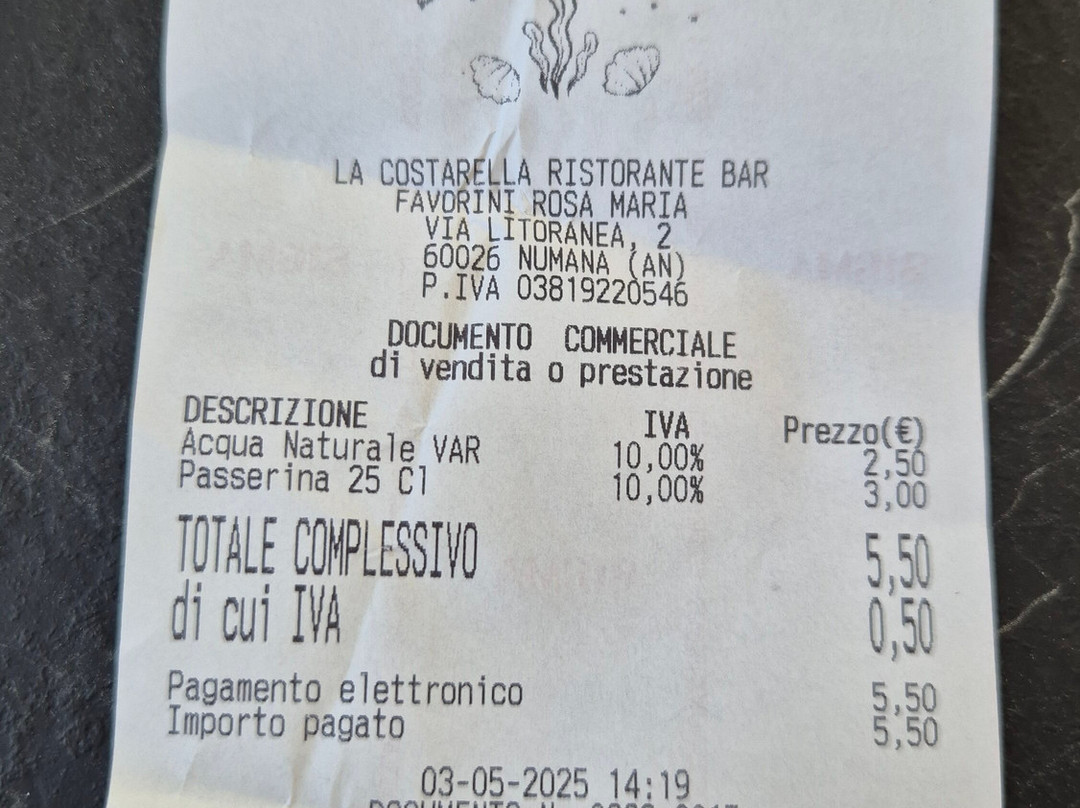 LA COSTARELLA RISTORANTE BAR
FAVORINI ROSA MARIA
VIA LITORANEA, 2
60026 NUMANA (AN)
P.IVA 03819220546
DOCUMENTO COMMERCIALE
di vendita o prestazione
DESCRIZIONE IVA Prezzo(€)
Acqua Naturale VAR 10,00% 2,50
Passerina 25 Cl 10,00% 3,00
TOTALE COMPLESSIVO 5,50
di cui IVA 0,50
Pagamento elettronico 5,50
Importo pagato 5,50
03-05-2025 14:19
DOCUMENTO N.